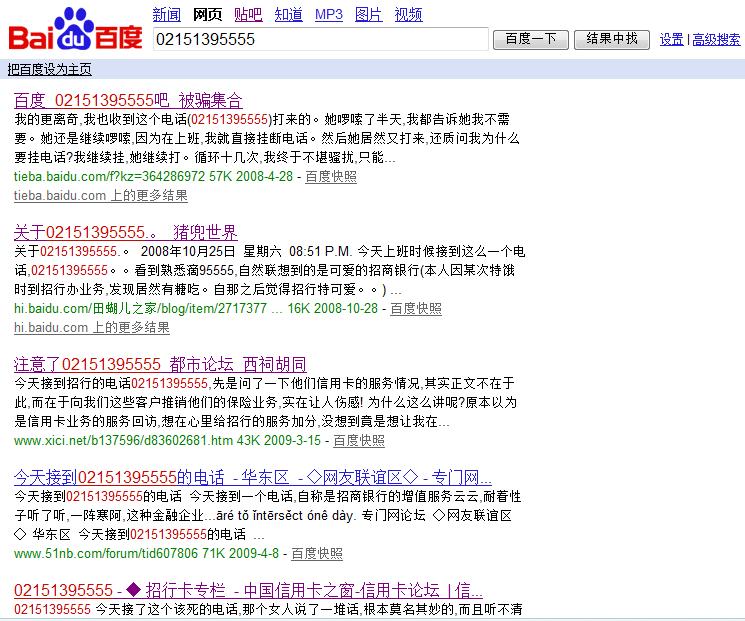 新闻 网页 贴吧 知道 MP3 图片 视频
Bai du 百度 02151395555 百度一下 结果中找 设置 | 高级搜索
把百度设为主页
百度_02151395555吧_被骗集合
我的更离奇,我也收到这个电话(02151395555)打来的。她啰嗦了半天,我都告诉她我不需
要。她还是继续啰嗦,因为在上班,我就直接挂断电话。然后她居然又打来,还质问我为什么
要挂电话?我继续挂,她继续打。循环十几次,我终于不堪骚扰,只能...
tieba.baidu.com/f?kz=364286972 57K 2008-4-28 - 百度快照
tieba.baidu.com 上的更多结果
关于02151395555.。_猪兜世界
关于02151395555.。 2008年10月25日 星期六 08:51 P.M. 今天上班时候接到这么一个电
话,02151395555。。看到熟悉滴95555,自然联想到的是可爱的招商银行(本人因某次特饿
时到招行办业务,发现居然有糖吃。自那之后觉得招行特可爱。。) ...
hi.baidu.com/田蝴儿之家/blog/item/2717377 ... 16K 2008-10-28 - 百度快照
hi.baidu.com 上的更多结果
注意了02151395555_都市论坛_西祠胡同
今天接到招行的电话02151395555,先是问了一下他们信用卡的服务情况,其实正文不在于
此,而在于向我们这些客户推销他们的保险业务,实在让人伤感! 为什么这么讲呢?原本以为
是信用卡业务的服务回访,想在心里给招行的服务加分,没想到竟是想让我在...
www.xici.net/b137596/d83602681.htm 43K 2009-3-15 - 百度快照
今天接到02151395555的电话 - 华东区 - ◇网友联谊区◇ - 专门网...
今天接到02151395555的电话 今天接到一个电话,自称是招商银行的增值服务云云,耐着性
子听了听,一阵寒阿,这种金融企业...āré tǒ ǐntērsěct ónê dày. 专门网论坛 ◇网友联谊区
◇ 华东区 今天接到02151395555的电话 ...
www.51nb.com/forum/tid607806 71K 2009-4-8 - 百度快照
02151395555 - ◆ 招行卡专栏 - 中国信用卡之窗-信用卡论坛 | 信...
02151395555 今天接了这个该死的电话,那个女人说了一堆话,根本莫名其妙的,而且听不清